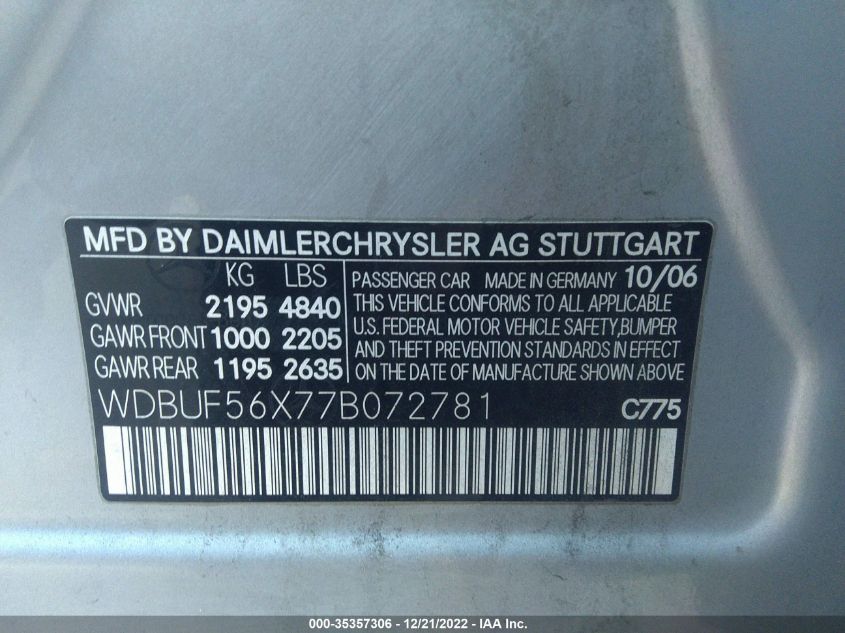 MFD BY DAIMLERCHRYSLER AG STUTTGART
KG LBS
GVWR 2195 4840
GAWR FRONT 1000 2205
GAWR REAR 1195 2635
PASSENGER CAR MADE IN GERMANY 10/06
THIS VEHICLE CONFORMS TO ALL APPLICABLE
U.S. FEDERAL MOTOR VEHICLE SAFETY,BUMPER
AND THEFT PREVENTION STANDARDS IN EFFECT
ON DATE OF MANUFACTURE SHOWN ABOVE
WDBUF56X77B072781 C775
000-35357306 - 12/21/2022 - IAA Inc.